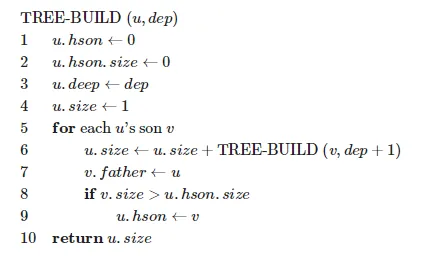 TREE-BUILD (u, dep)
1 u.hson ← 0
2 u.hson.size ← 0
3 u.deep ← dep
4 u.size ← 1
5 for each u's son v
6 u.size ← u.size + TREE-BUILD (v, dep + 1)
7 v.father ← u
8 if v.size > u.hson.size
9 u.hson ← v
10 return u.size